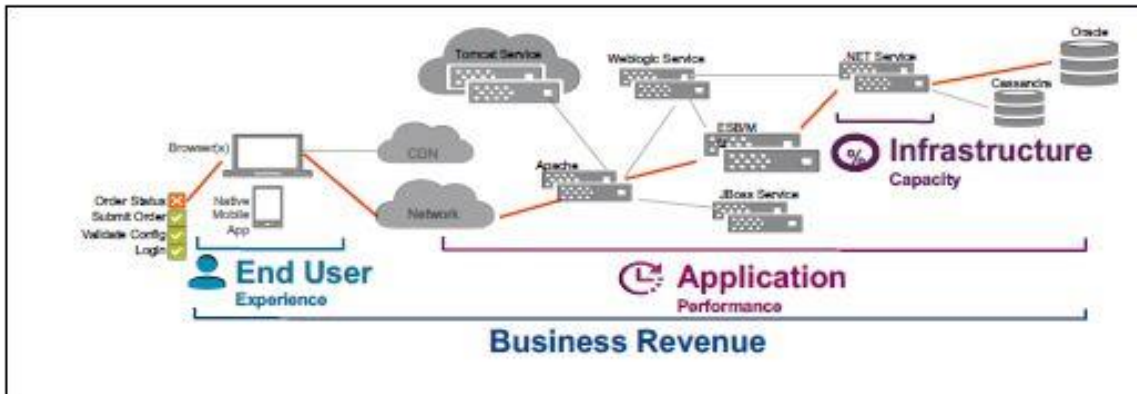 Oracle
Tomcat Service
Weblogic Service
.NET Service
Cassandra
ESB/M
Browser(s)
CDN
Apache
% Infrastructure
Capacity
Order Status
Submit Order
Validate Config
Login
Native
Mobile
App
Network
JBoss Service
End User
Experience
Application
Performance
Business Revenue